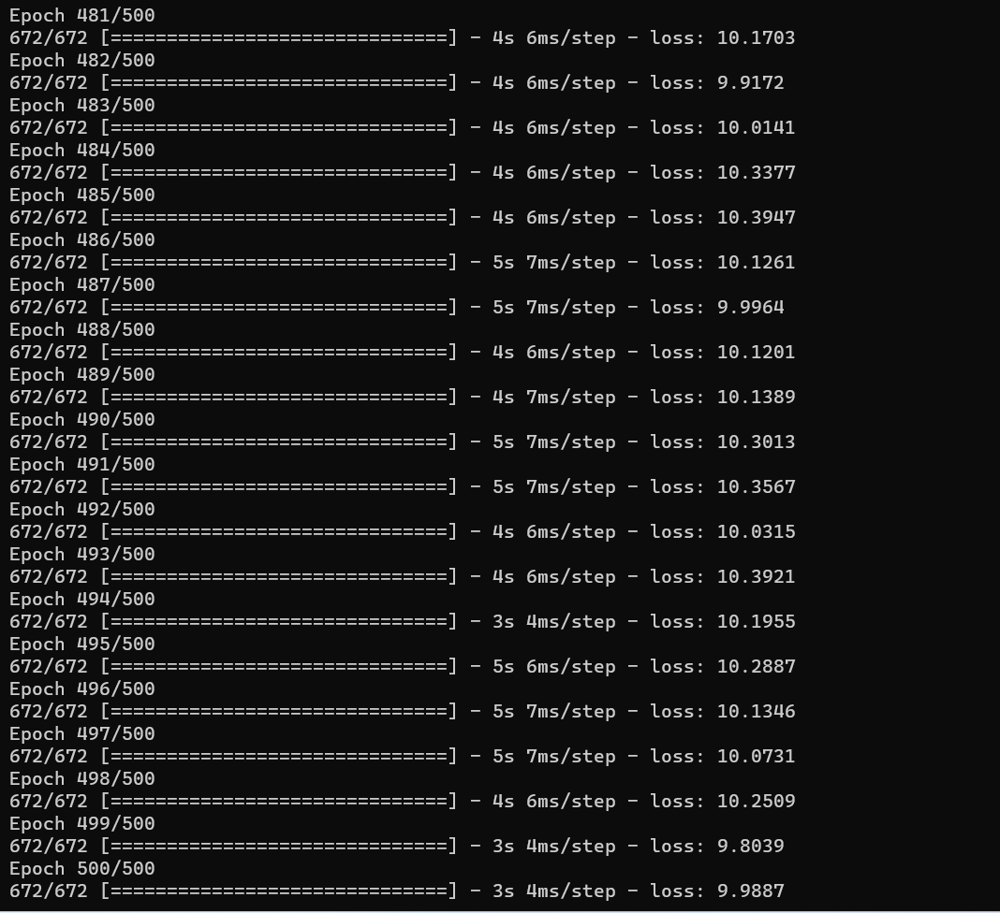 Epoch 481/500
672/672 [==============================] - 4s 6ms/step - loss: 10.1703
Epoch 482/500
672/672 [==============================] - 4s 6ms/step - loss: 9.9172
Epoch 483/500
672/672 [==============================] - 4s 6ms/step - loss: 10.0141
Epoch 484/500
672/672 [==============================] - 4s 6ms/step - loss: 10.3377
Epoch 485/500
672/672 [==============================] - 4s 6ms/step - loss: 10.3947
Epoch 486/500
672/672 [==============================] - 5s 7ms/step - loss: 10.1261
Epoch 487/500
672/672 [==============================] - 5s 7ms/step - loss: 9.9964
Epoch 488/500
672/672 [==============================] - 4s 6ms/step - loss: 10.1201
Epoch 489/500
672/672 [==============================] - 4s 7ms/step - loss: 10.1389
Epoch 490/500
672/672 [==============================] - 5s 7ms/step - loss: 10.3013
Epoch 491/500
672/672 [==============================] - 5s 7ms/step - loss: 10.3567
Epoch 492/500
672/672 [==============================] - 4s 6ms/step - loss: 10.0315
Epoch 493/500
672/672 [==============================] - 4s 6ms/step - loss: 10.3921
Epoch 494/500
672/672 [==============================] - 3s 4ms/step - loss: 10.1955
Epoch 495/500
672/672 [==============================] - 5s 6ms/step - loss: 10.2887
Epoch 496/500
672/672 [==============================] - 5s 7ms/step - loss: 10.1346
Epoch 497/500
672/672 [==============================] - 5s 7ms/step - loss: 10.0731
Epoch 498/500
672/672 [==============================] - 4s 6ms/step - loss: 10.2509
Epoch 499/500
672/672 [==============================] - 3s 4ms/step - loss: 9.8039
Epoch 500/500
672/672 [==============================] - 3s 4ms/step - loss: 9.9887